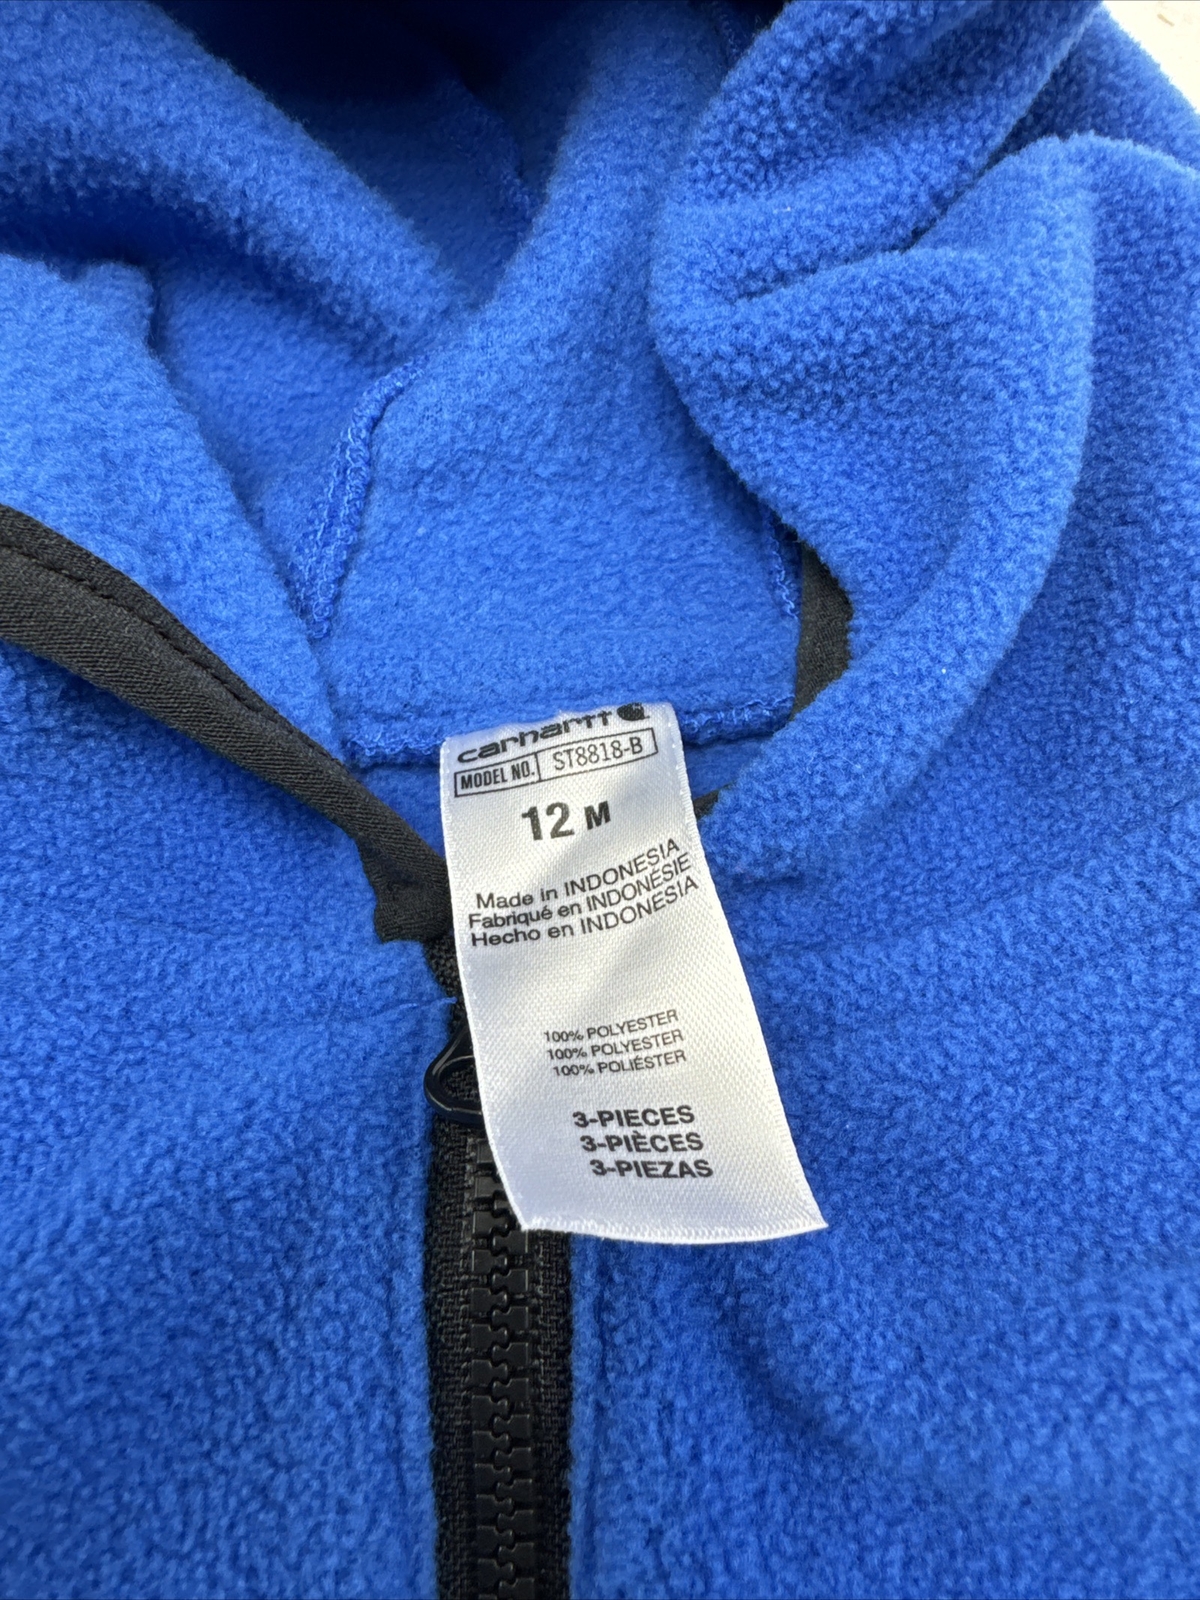 carhartt
MODEL NO. ST8818-B
12 M
Made in INDONESIA
Fabriqué en INDONÉSIE
Hecho en INDONESIA
100% POLYESTER
100% POLYESTER
100% POLIÉSTER
3-PIECES
3-PIÈCES
3-PIEZAS